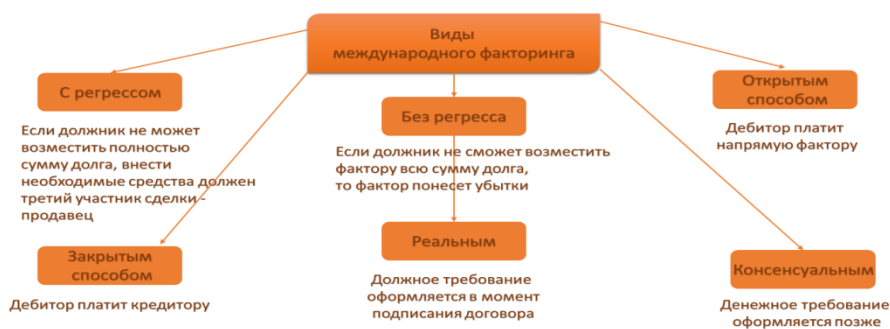 Виды
международного факторинга
С регрессом
Если должник не может
возместить полностью
сумму долга, внести
необходимые средства должен
третий участник сделки -
продавец
Без регресса
Если должник не сможет возместить
фактору всю сумму долга,
то фактор понесет убытки
Открытым
способом
Дебитор платит
напрямую фактору
Закрытым
способом
Дебитор платит кредитору
Реальным
Должное требование
оформляется в момент
подписания договора
Консенсуальным
Денежное требование
оформляется позже